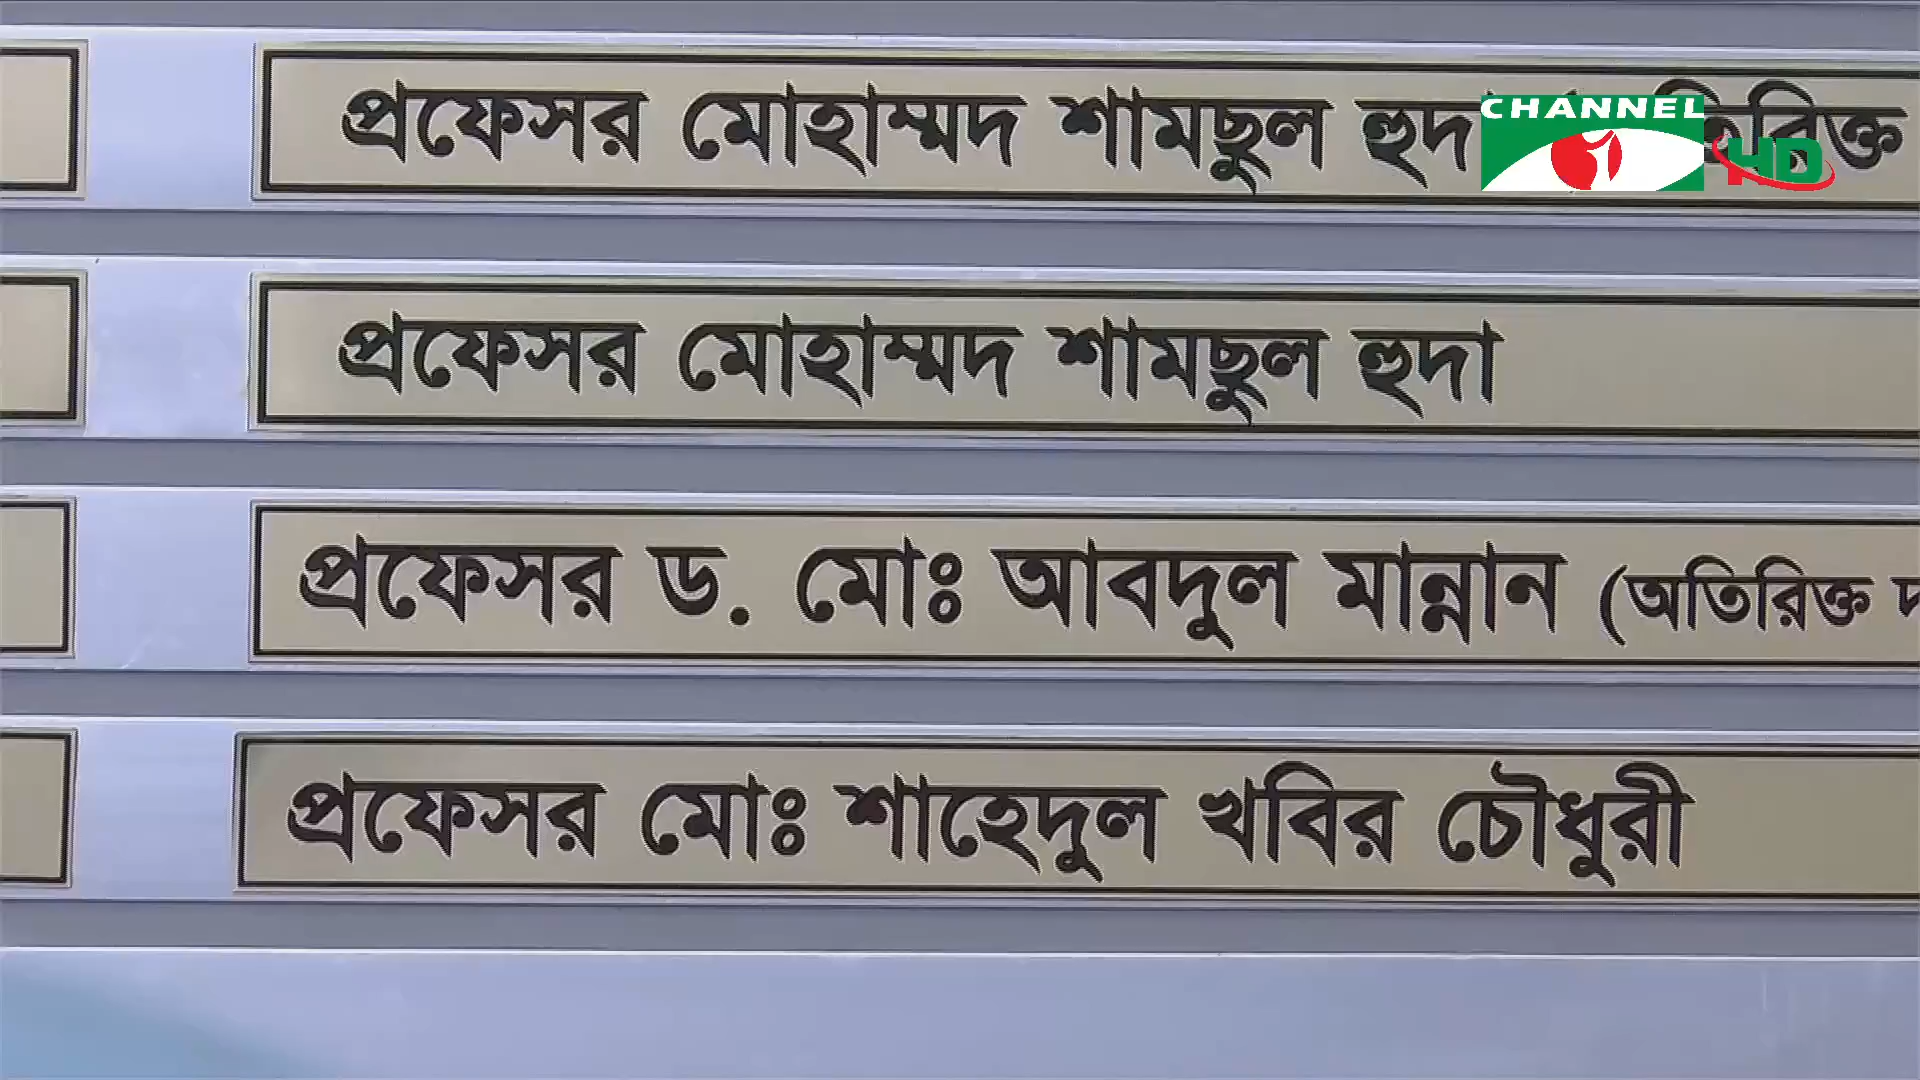 প্রফেসর মোহাম্মদ শামছুল হুদা
CHANNEL
HD
প্রফেসর মোহাম্মদ শামছুল হুদা
প্রফেসর ড. মোঃ আবদুল মান্নান (অতিরিক্ত
প্রফেসর মোঃ শাহেদুল খবির চৌধুরী